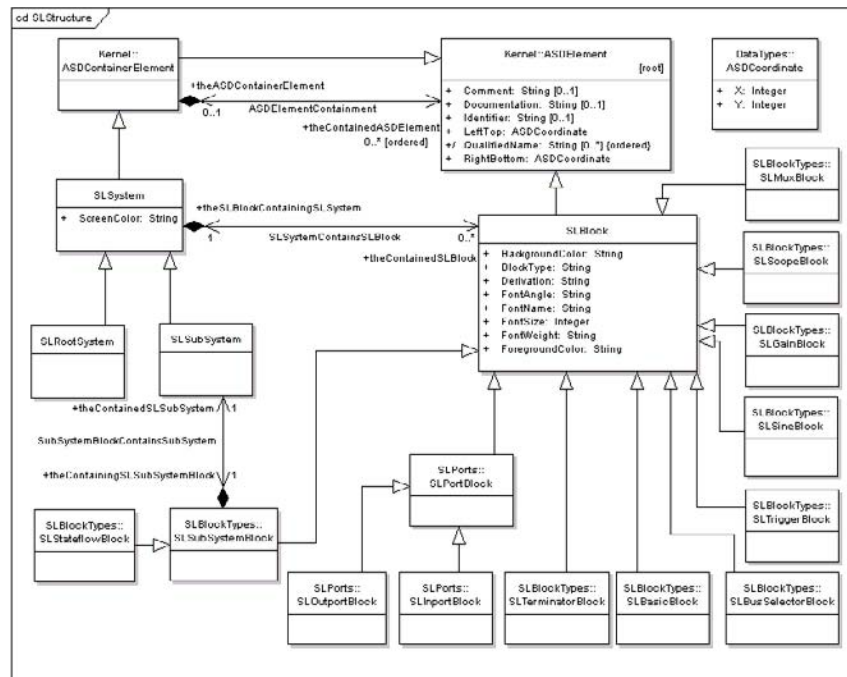 cd SLStructure
Kernel::
ASDContainerElement
Kernel::ASDElement
[root]
+ Comment: String [0..1]
+ Documentation: String [0..1]
+ Identifier: String [0..1]
+ LeftTop: ASDCoordinate
+/ QualifiedName: String [0..*] {ordered}
+ RightBottom: ASDCoordinate
DataTypes::
ASDCoordinate
+ X: Integer
+ Y: Integer
+theASDContainerElement
0..1
ASDElementContainment
+theContainedASDElement
0..* [ordered]
SLSystem
+ ScreenColor: String
+theSLBlockContainingSLSystem
1
SLSystemContainsSLBlock
0..*
+theContainedSLBlock
SLBlock
+ BackgroundColor: String
+ BlockType: String
+ Derivation: String
+ FontAngle: String
+ FontName: String
+ FontSize: Integer
+ FontWeight: String
+ ForegroundColor: String
SLBlockTypes::
SLMuxBlock
SLBlockTypes::
SLScopeBlock
SLBlockTypes::
SLGainBlock
SLBlockTypes::
SLSineBlock
SLBlockTypes::
SLTriggerBlock
SLRootSystem
SLSubSystem
+theContainedSLSubSystem
1
SubSystemBlockContainsSubSystem
+theContainingSLSubSystemBlock
1
SLBlockTypes::
SLStateflowBlock
SLBlockTypes::
SLSubSystemBlock
SLPorts::
SLPortBlock
SLPorts::
SLOutportBlock
SLPorts::
SLInportBlock
SLBlockTypes::
SLTerminatorBlock
SLBlockTypes::
SLBasicBlock
SLBlockTypes::
SLBusSelectorBlock